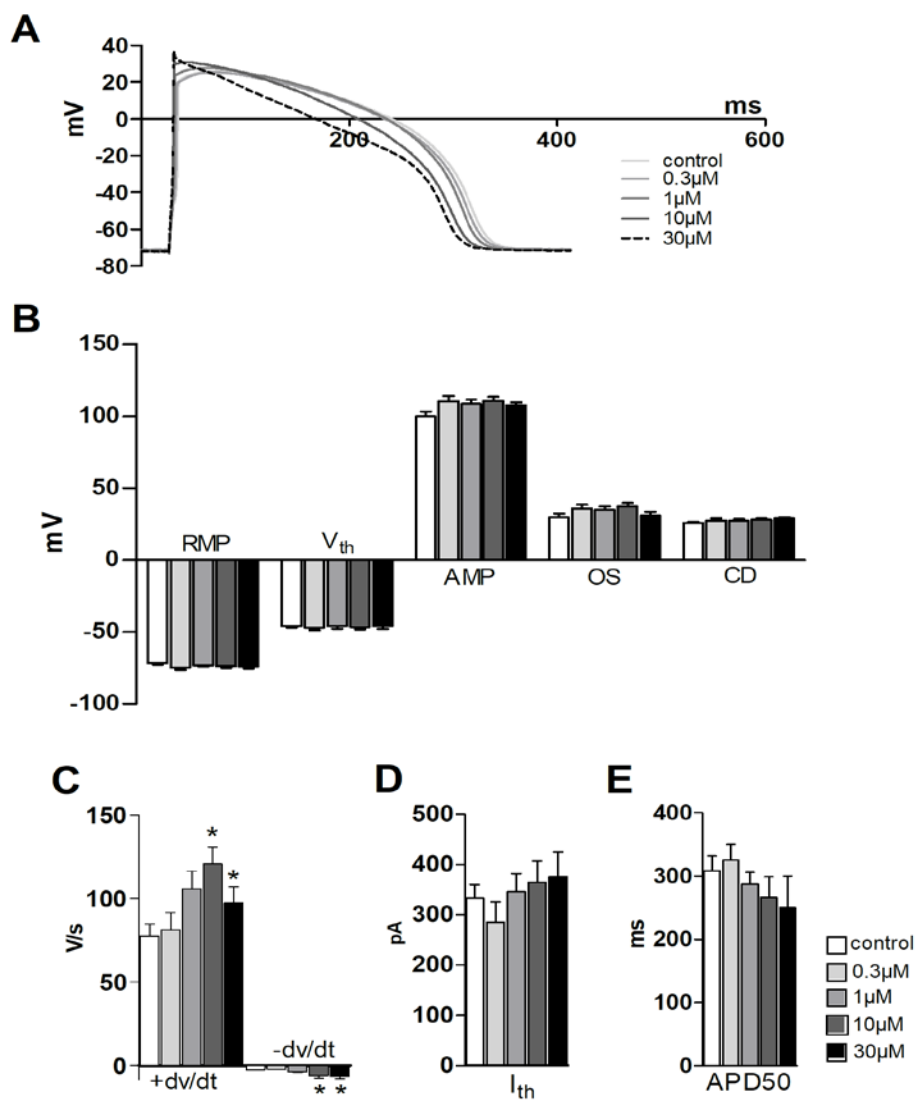 A
mV
40
20
0
-20
-40
-60
-80
200
400
600
ms
control
0.3µM
1µM
10µM
30µM
B
mV
150
100
50
0
-50
-100
RMP
Vth
AMP
OS
CD
C
V/s
150
100
50
0
*
*
-dv/dt
+dv/dt
* *
D
pA
500
400
300
200
100
0
Ith
E
ms
400
300
200
100
0
APD50
control
0.3µM
1µM
10µM
30µM